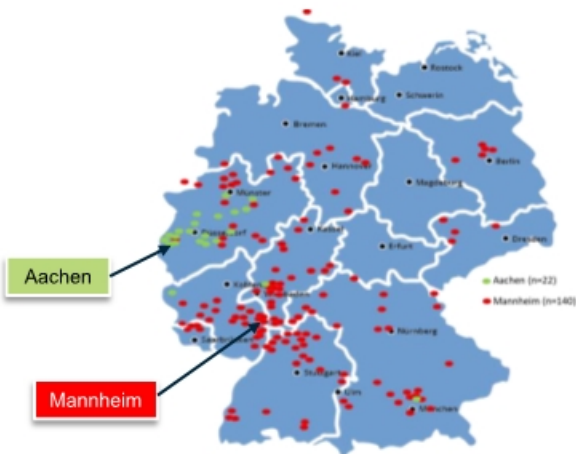 Kiel
Rostock
Hamburg
Schwerin
Bremen
Hannover
Berlin
Magdeburg
Münster
Düsseldorf
Kassel
Erfurt
Dresden
Aachen
Aachen (n=22)
Mannheim (n=140)
Nürnberg
Mannheim
Stuttgart
Ulm
München